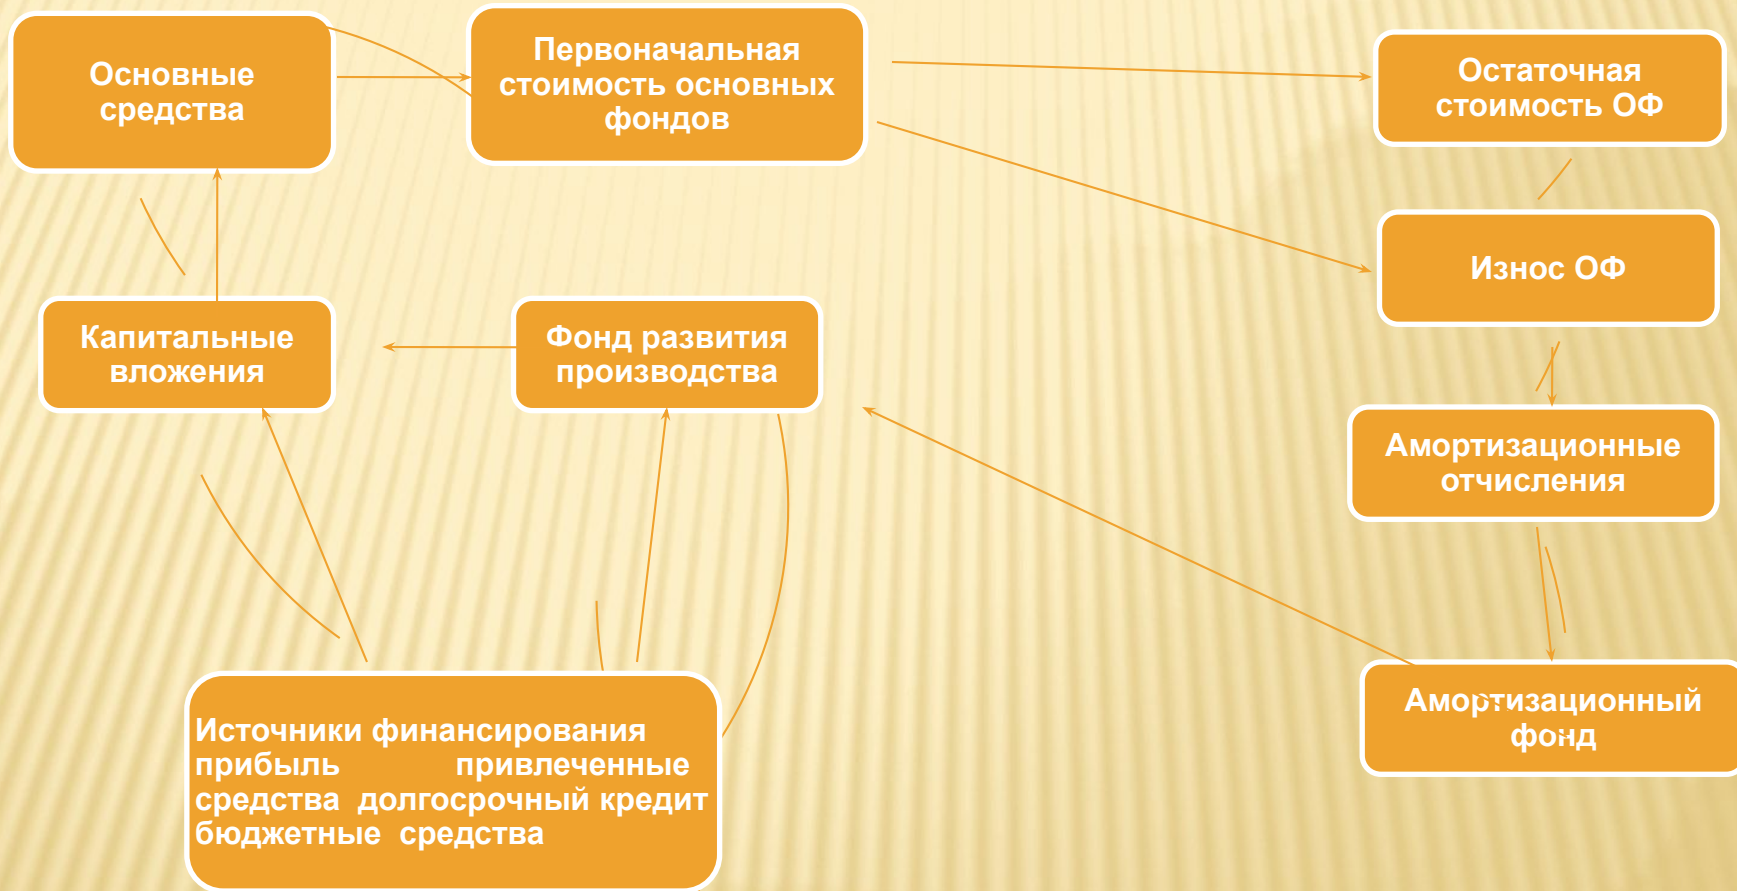 Основные
средства
Первоначальная
стоимость основных
фондов
Остаточная
стоимость ОФ
Износ ОФ
Капитальные
вложения
Фонд развития
производства
Амортизационные
отчисления
Амортизационный
фонд
Источники финансирования
прибыль привлеченные
средства долгосрочный кредит
бюджетные средства